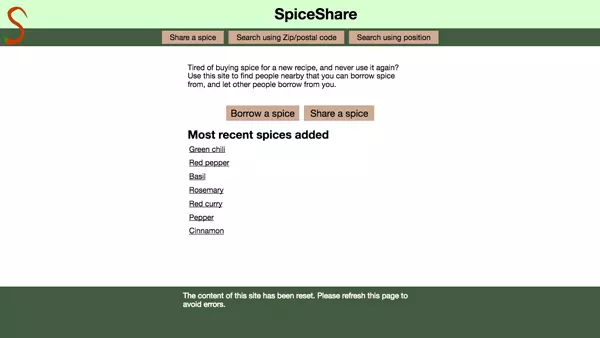 SpiceShare
Share a spice
Search using Zip/postal code
Search using position
Tired of buying spice for a new recipe, and never use it again?
Use this site to find people nearby that you can borrow spice
from, and let other people borrow from you.
Borrow a spice
Share a spice
Most recent spices added
Green chili
Red pepper
Basil
Rosemary
Red curry
Pepper
Cinnamon
The content of this site has been reset. Please refresh this page to
avoid errors.